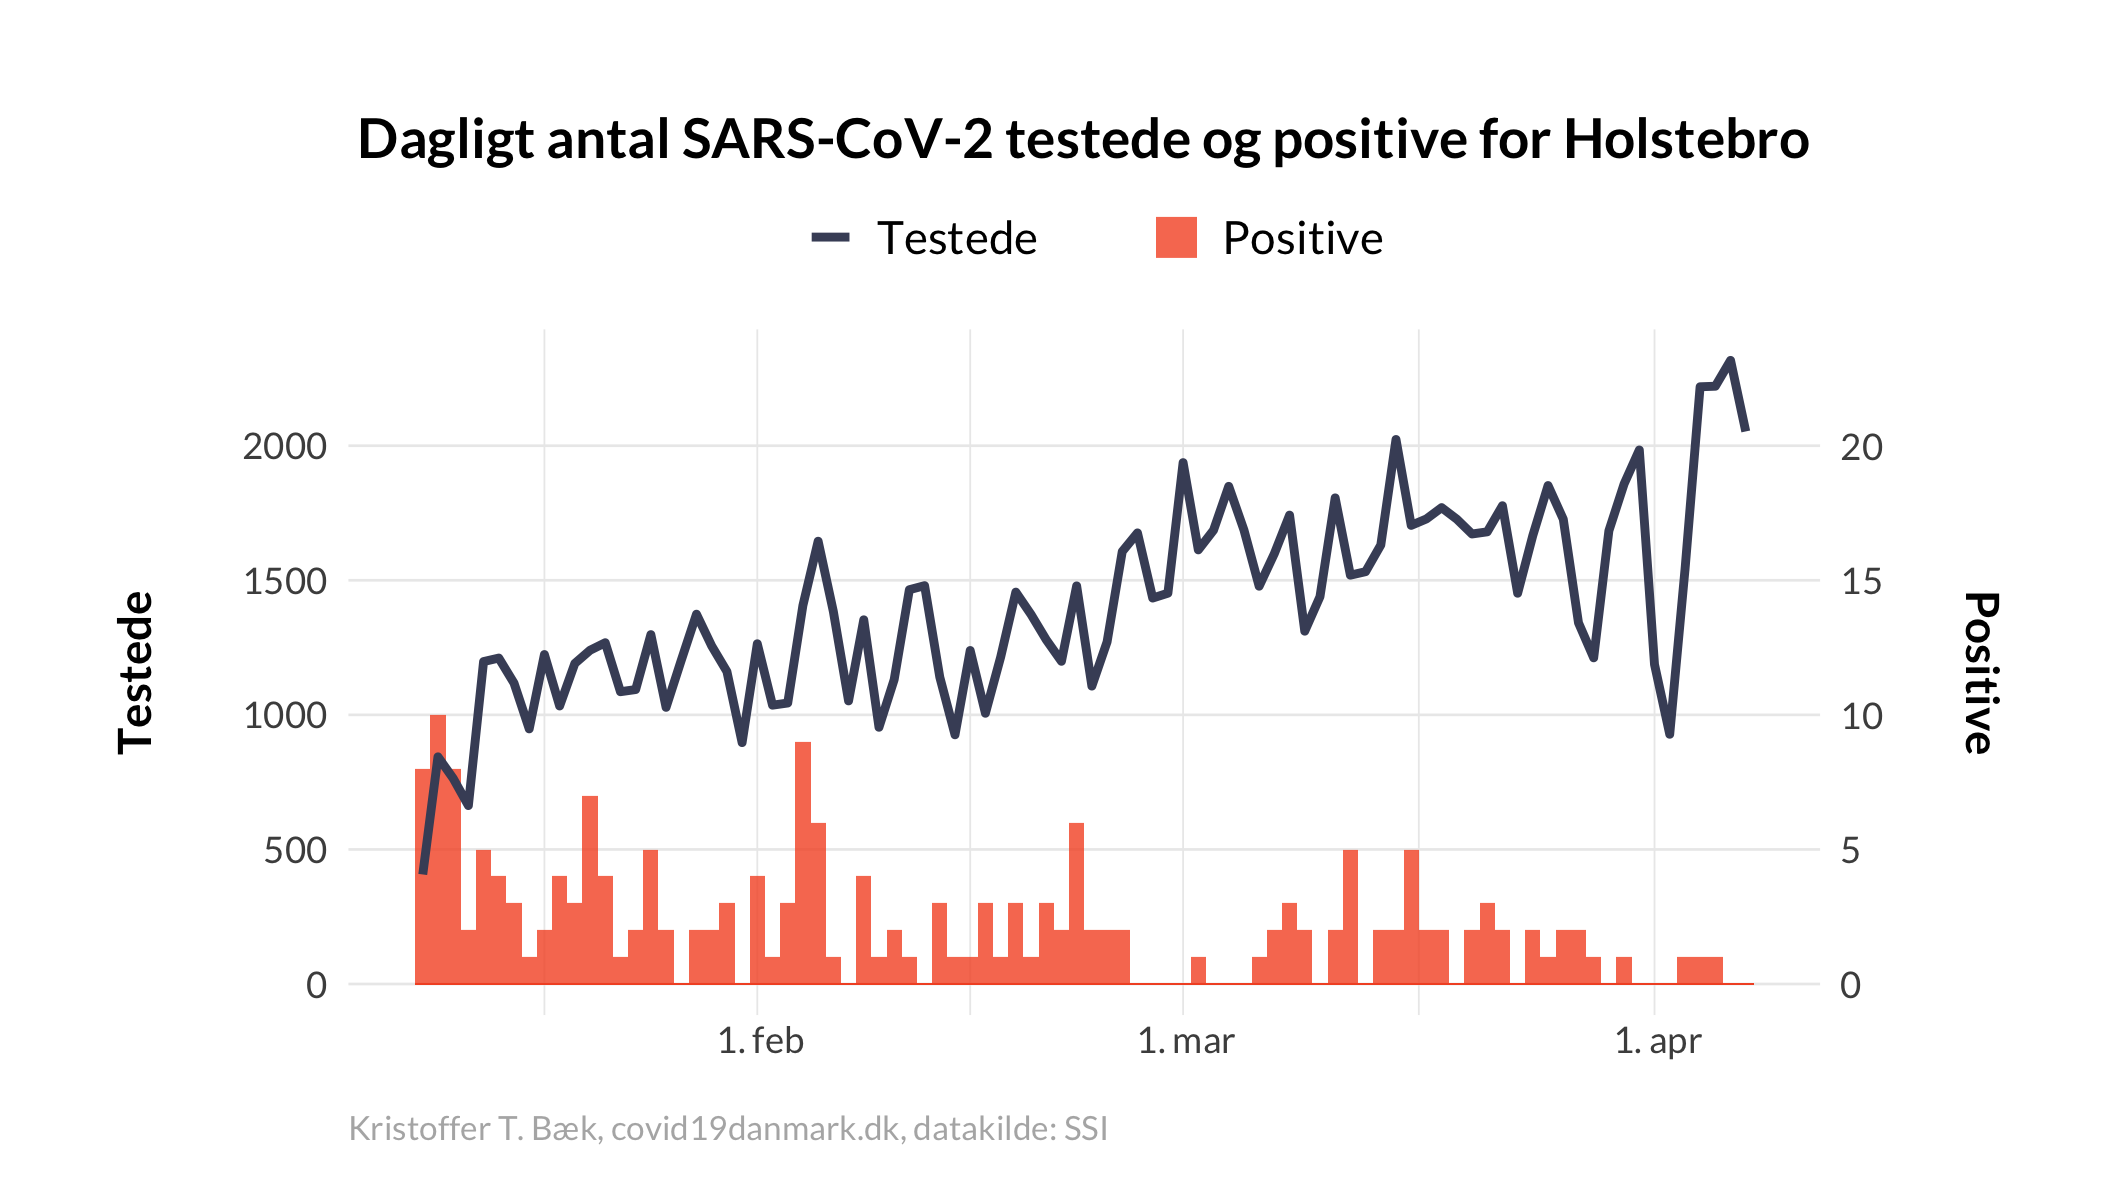 Dagligt antal SARS-CoV-2 testede og positive for Holstebro
Testede
Positive
2000
1500
1000
500
0
20
15
10
5
0
Testede
Positive
1. feb
1. mar
1. apr
Kristoffer T. Bæk, covid19danmark.dk, datakilde: SSI